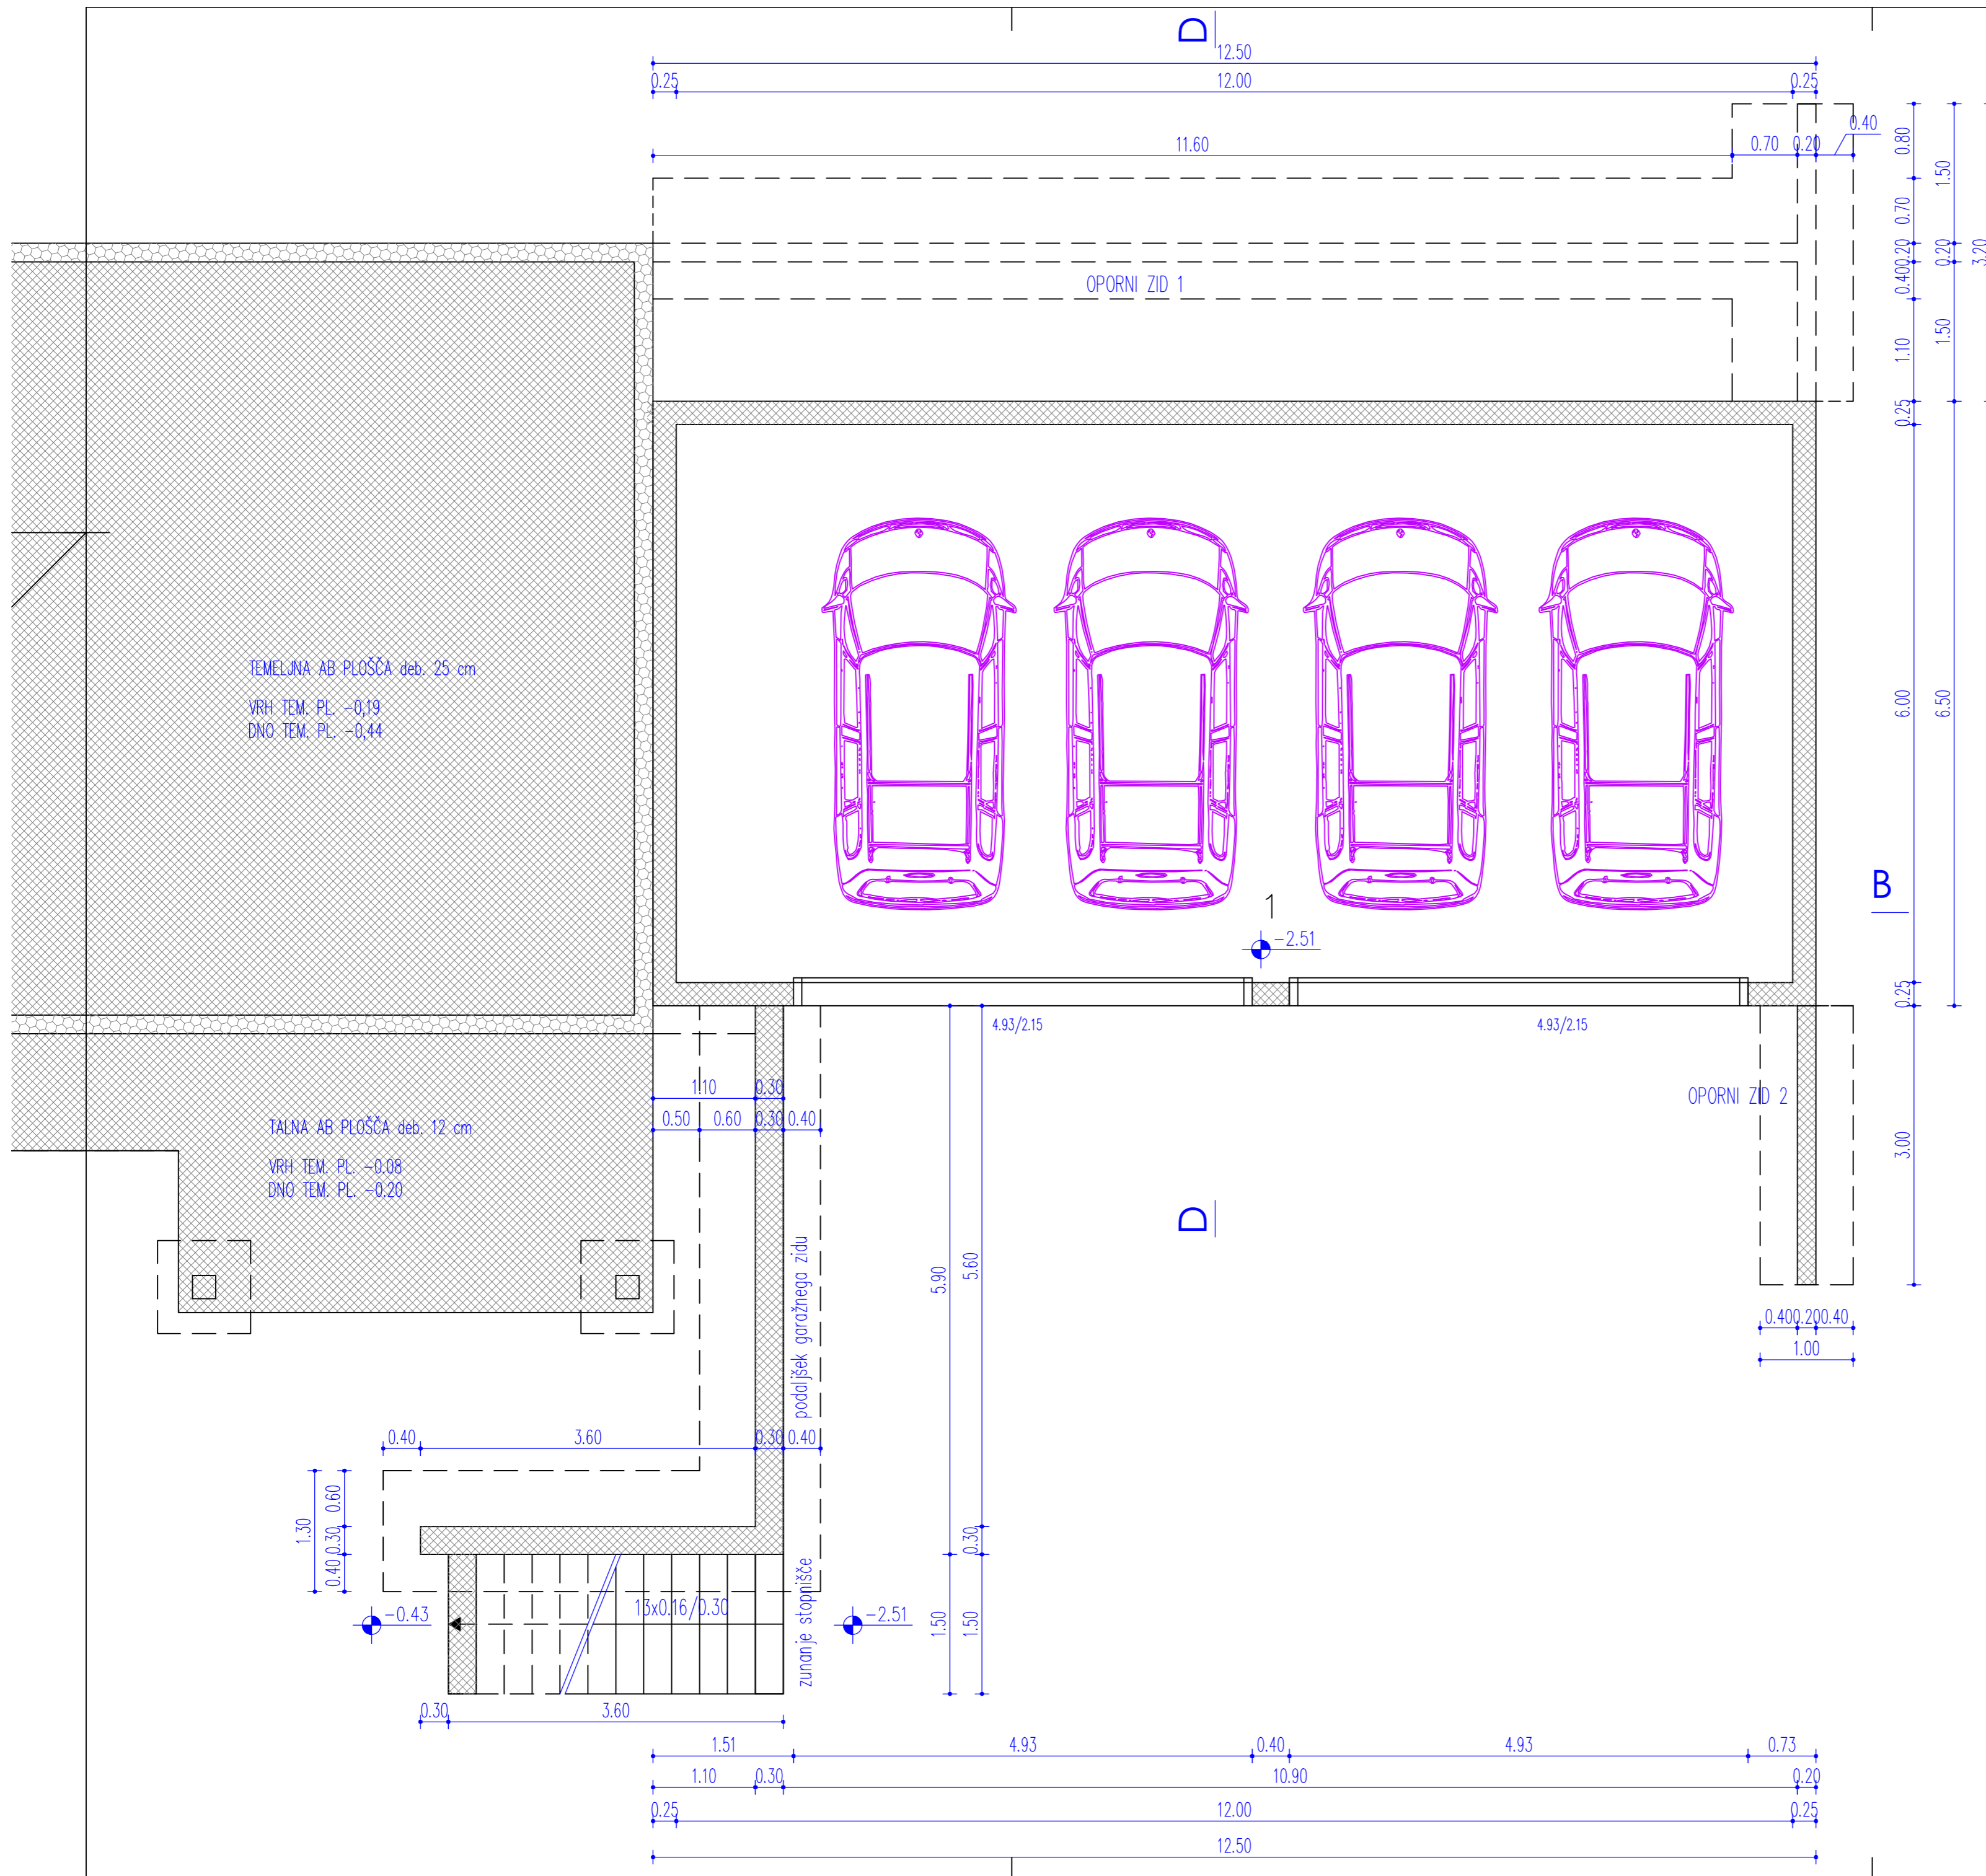 D
12.50
0.25 12.00 0.25
0.40
11.60 0.70 0.20
0.80
1.50
0.70
0.20
0.20
3.20
0.40
OPORNI ZID 1
1.50
1.10
0.25
TEMELJNA AB PLOŠČA deb. 25 cm
VRH TEM. PL. -0,19
DNO TEM. PL. -0,44
6.00
6.50
B
1
-2.51
0.25
4.93/2.15
4.93/2.15
1.10 0.30
OPORNI ZID 2
0.50 0.60 0.30 0.40
TALNA AB PLOŠČA deb. 12 cm
VRH TEM. PL. -0.08
DNO TEM. PL. -0.20
3.00
D
podaljšek garažnega zidu
5.90
5.60
0.40 0.20 0.40
1.00
0.40 3.60 0.30 0.40
0.60
1.30
0.30
0.40
0.30
zunanje stopnišče
13x0.16/0.30
-0.43
-2.51
1.50
1.50
0.30 3.60
1.51 4.93 0.40 4.93 0.73
1.10 0.30 10.90 0.20
0.25 12.00 0.25
12.50